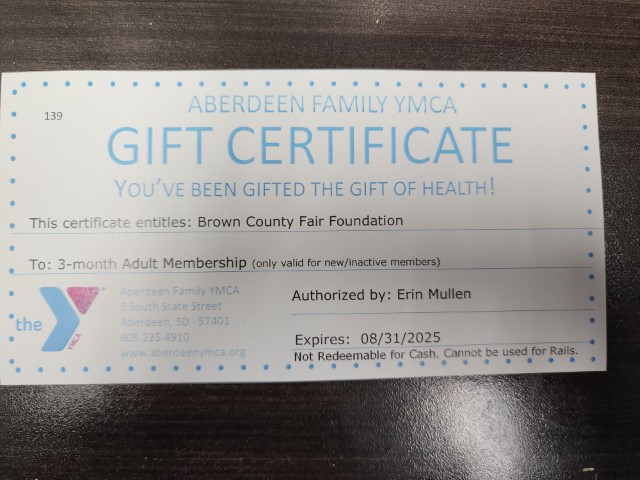 139
ABERDEEN FAMILY YMCA
GIFT CERTIFICATE
YOU'VE BEEN GIFTED THE GIFT OF HEALTH!
This certificate entitles: Brown County Fair Foundation
To: 3-month Adult Membership (only valid for new/inactive members)
the YMCA
Aberdeen Family YMCA
5 South State Street
Aberdeen, SD - 57401
605.225.4910
www.aberdeenymca.org
Authorized by: Erin Mullen
Expires: 08/31/2025
Not Redeemable for Cash. Cannot be used for Rails.